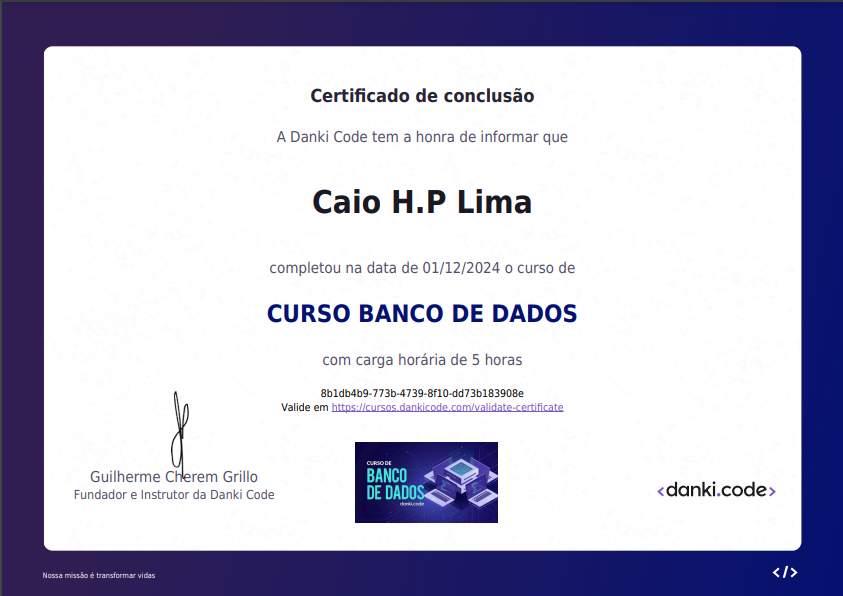 Certificado de conclusão
A Danki Code tem a honra de informar que
Caio H.P Lima
completou na data de 01/12/2024 o curso de
CURSO BANCO DE DADOS
com carga horária de 5 horas
8b1db4b9-773b-4739-8f10-dd73b183908e
Valide em https://cursos.dankicode.com/validate-certificate
Guilherme Cherem Grillo
Fundador e Instrutor da Danki Code
CURSO DE
BANCO
DE DADOS
danki.code
<danki.code>
Nossa missão é transformar vidas
</>